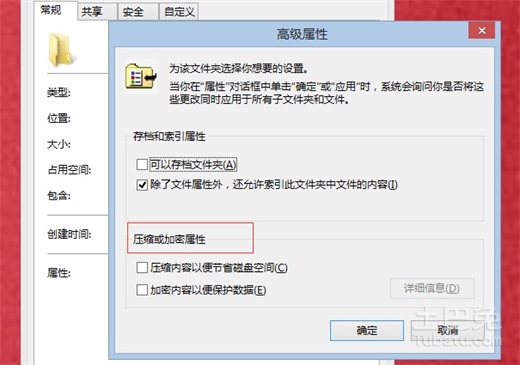 常规 共享 安全 自定义
类型:
位置:
大小:
占用空间:
包含:
创建时间:
属性:
高级属性
为该文件夹选择你想要的设置。
当你在"属性"对话框中单击"确定"或"应用"时，系统会询问你是否将这
些更改同时应用于所有子文件夹和文件。
存档和索引属性
可以存档文件夹(A)
除了文件属性外，还允许索引此文件夹中文件的内容(I)
压缩或加密属性
压缩内容以便节省磁盘空间(C)
加密内容以便保护数据(E)
详细信息(D)
确定 取消
土巴兔
Tubatu.com